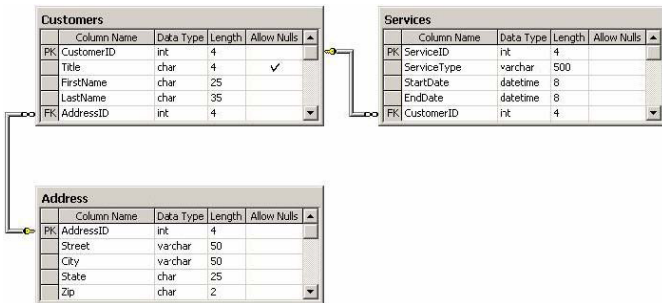 Customers
Column Name Data Type Length Allow Nulls
PK CustomerID int 4
Title char 4 ✓
FirstName char 25
LastName char 35
FK AddressID int 4
Services
Column Name Data Type Length Allow Nulls
PK ServiceID int 4
ServiceType varchar 500
StartDate datetime 8
EndDate datetime 8
FK CustomerID int 4
Address
Column Name Data Type Length Allow Nulls
PK AddressID int 4
Street varchar 50
City varchar 50
State char 25
Zip char 2